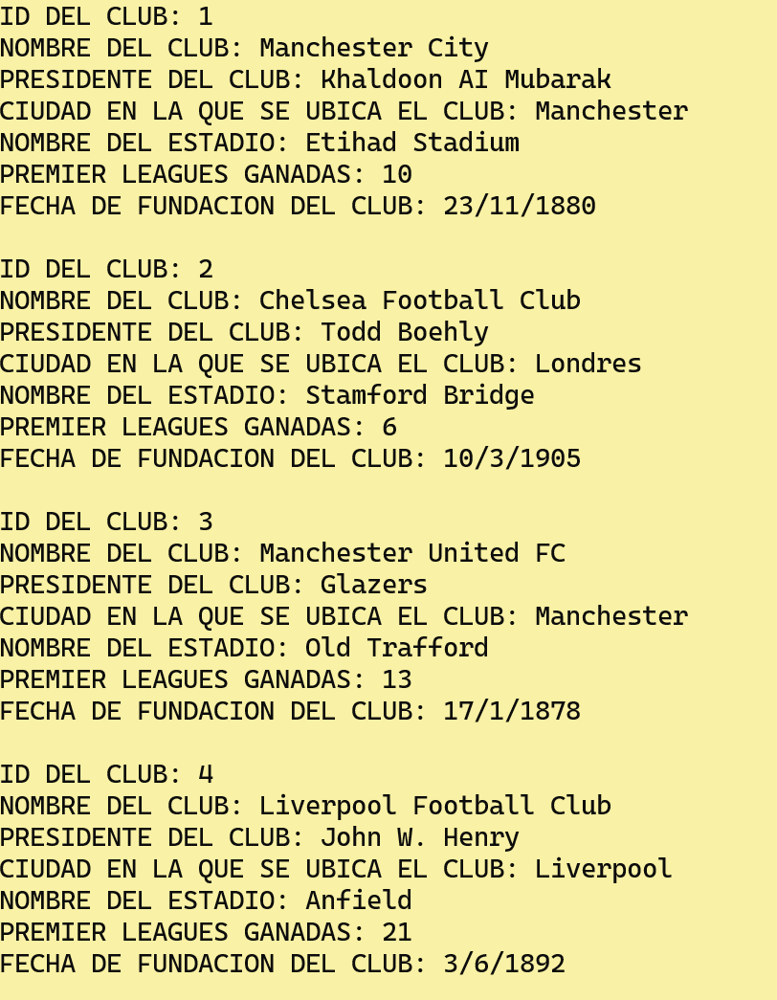 ID DEL CLUB: 1
NOMBRE DEL CLUB: Manchester City
PRESIDENTE DEL CLUB: Khaldoon AI Mubarak
CIUDAD EN LA QUE SE UBICA EL CLUB: Manchester
NOMBRE DEL ESTADIO: Etihad Stadium
PREMIER LEAGUES GANADAS: 10
FECHA DE FUNDACION DEL CLUB: 23/11/1880

ID DEL CLUB: 2
NOMBRE DEL CLUB: Chelsea Football Club
PRESIDENTE DEL CLUB: Todd Boehly
CIUDAD EN LA QUE SE UBICA EL CLUB: Londres
NOMBRE DEL ESTADIO: Stamford Bridge
PREMIER LEAGUES GANADAS: 6
FECHA DE FUNDACION DEL CLUB: 10/3/1905

ID DEL CLUB: 3
NOMBRE DEL CLUB: Manchester United FC
PRESIDENTE DEL CLUB: Glazers
CIUDAD EN LA QUE SE UBICA EL CLUB: Manchester
NOMBRE DEL ESTADIO: Old Trafford
PREMIER LEAGUES GANADAS: 13
FECHA DE FUNDACION DEL CLUB: 17/1/1878

ID DEL CLUB: 4
NOMBRE DEL CLUB: Liverpool Football Club
PRESIDENTE DEL CLUB: John W. Henry
CIUDAD EN LA QUE SE UBICA EL CLUB: Liverpool
NOMBRE DEL ESTADIO: Anfield
PREMIER LEAGUES GANADAS: 21
FECHA DE FUNDACION DEL CLUB: 3/6/1892